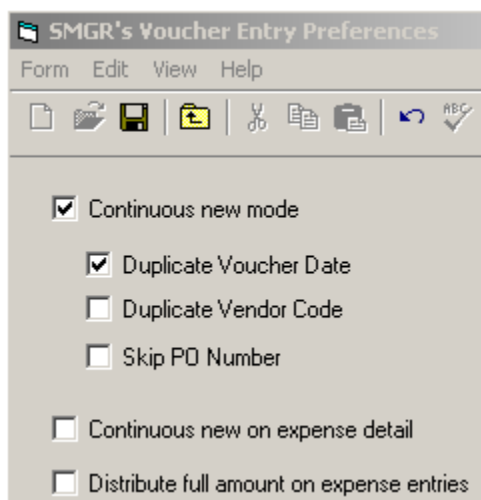 SMGR's Voucher Entry Preferences
Form Edit View Help
ABC
Continuous new mode
Duplicate Voucher Date
Duplicate Vendor Code
Skip PO Number
Continuous new on expense detail
Distribute full amount on expense entries